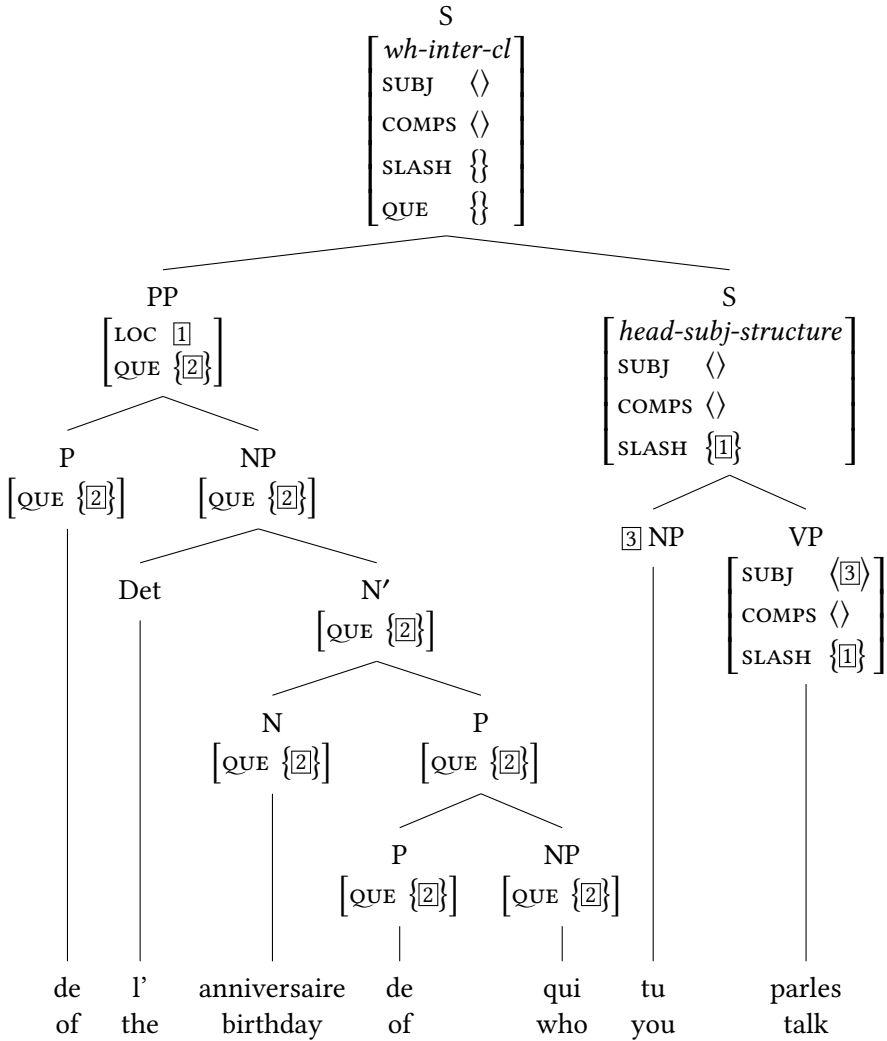 S
wh-inter-cl
SUBJ ⟨⟩
COMPS ⟨⟩
SLASH {}
QUE {}
PP S
LOC 1 head-subj-structure
QUE {2} SUBJ ⟨⟩
COMPS ⟨⟩
SLASH {1}
P NP
[QUE {2}] [QUE {2}]
3 NP VP
SUBJ ⟨3⟩
COMPS ⟨⟩
SLASH {1}
Det N′
[QUE {2}]
N P
[QUE {2}] [QUE {2}]
P NP
[QUE {2}] [QUE {2}]
de l’ anniversaire de qui tu parles
of the birthday of who you talk